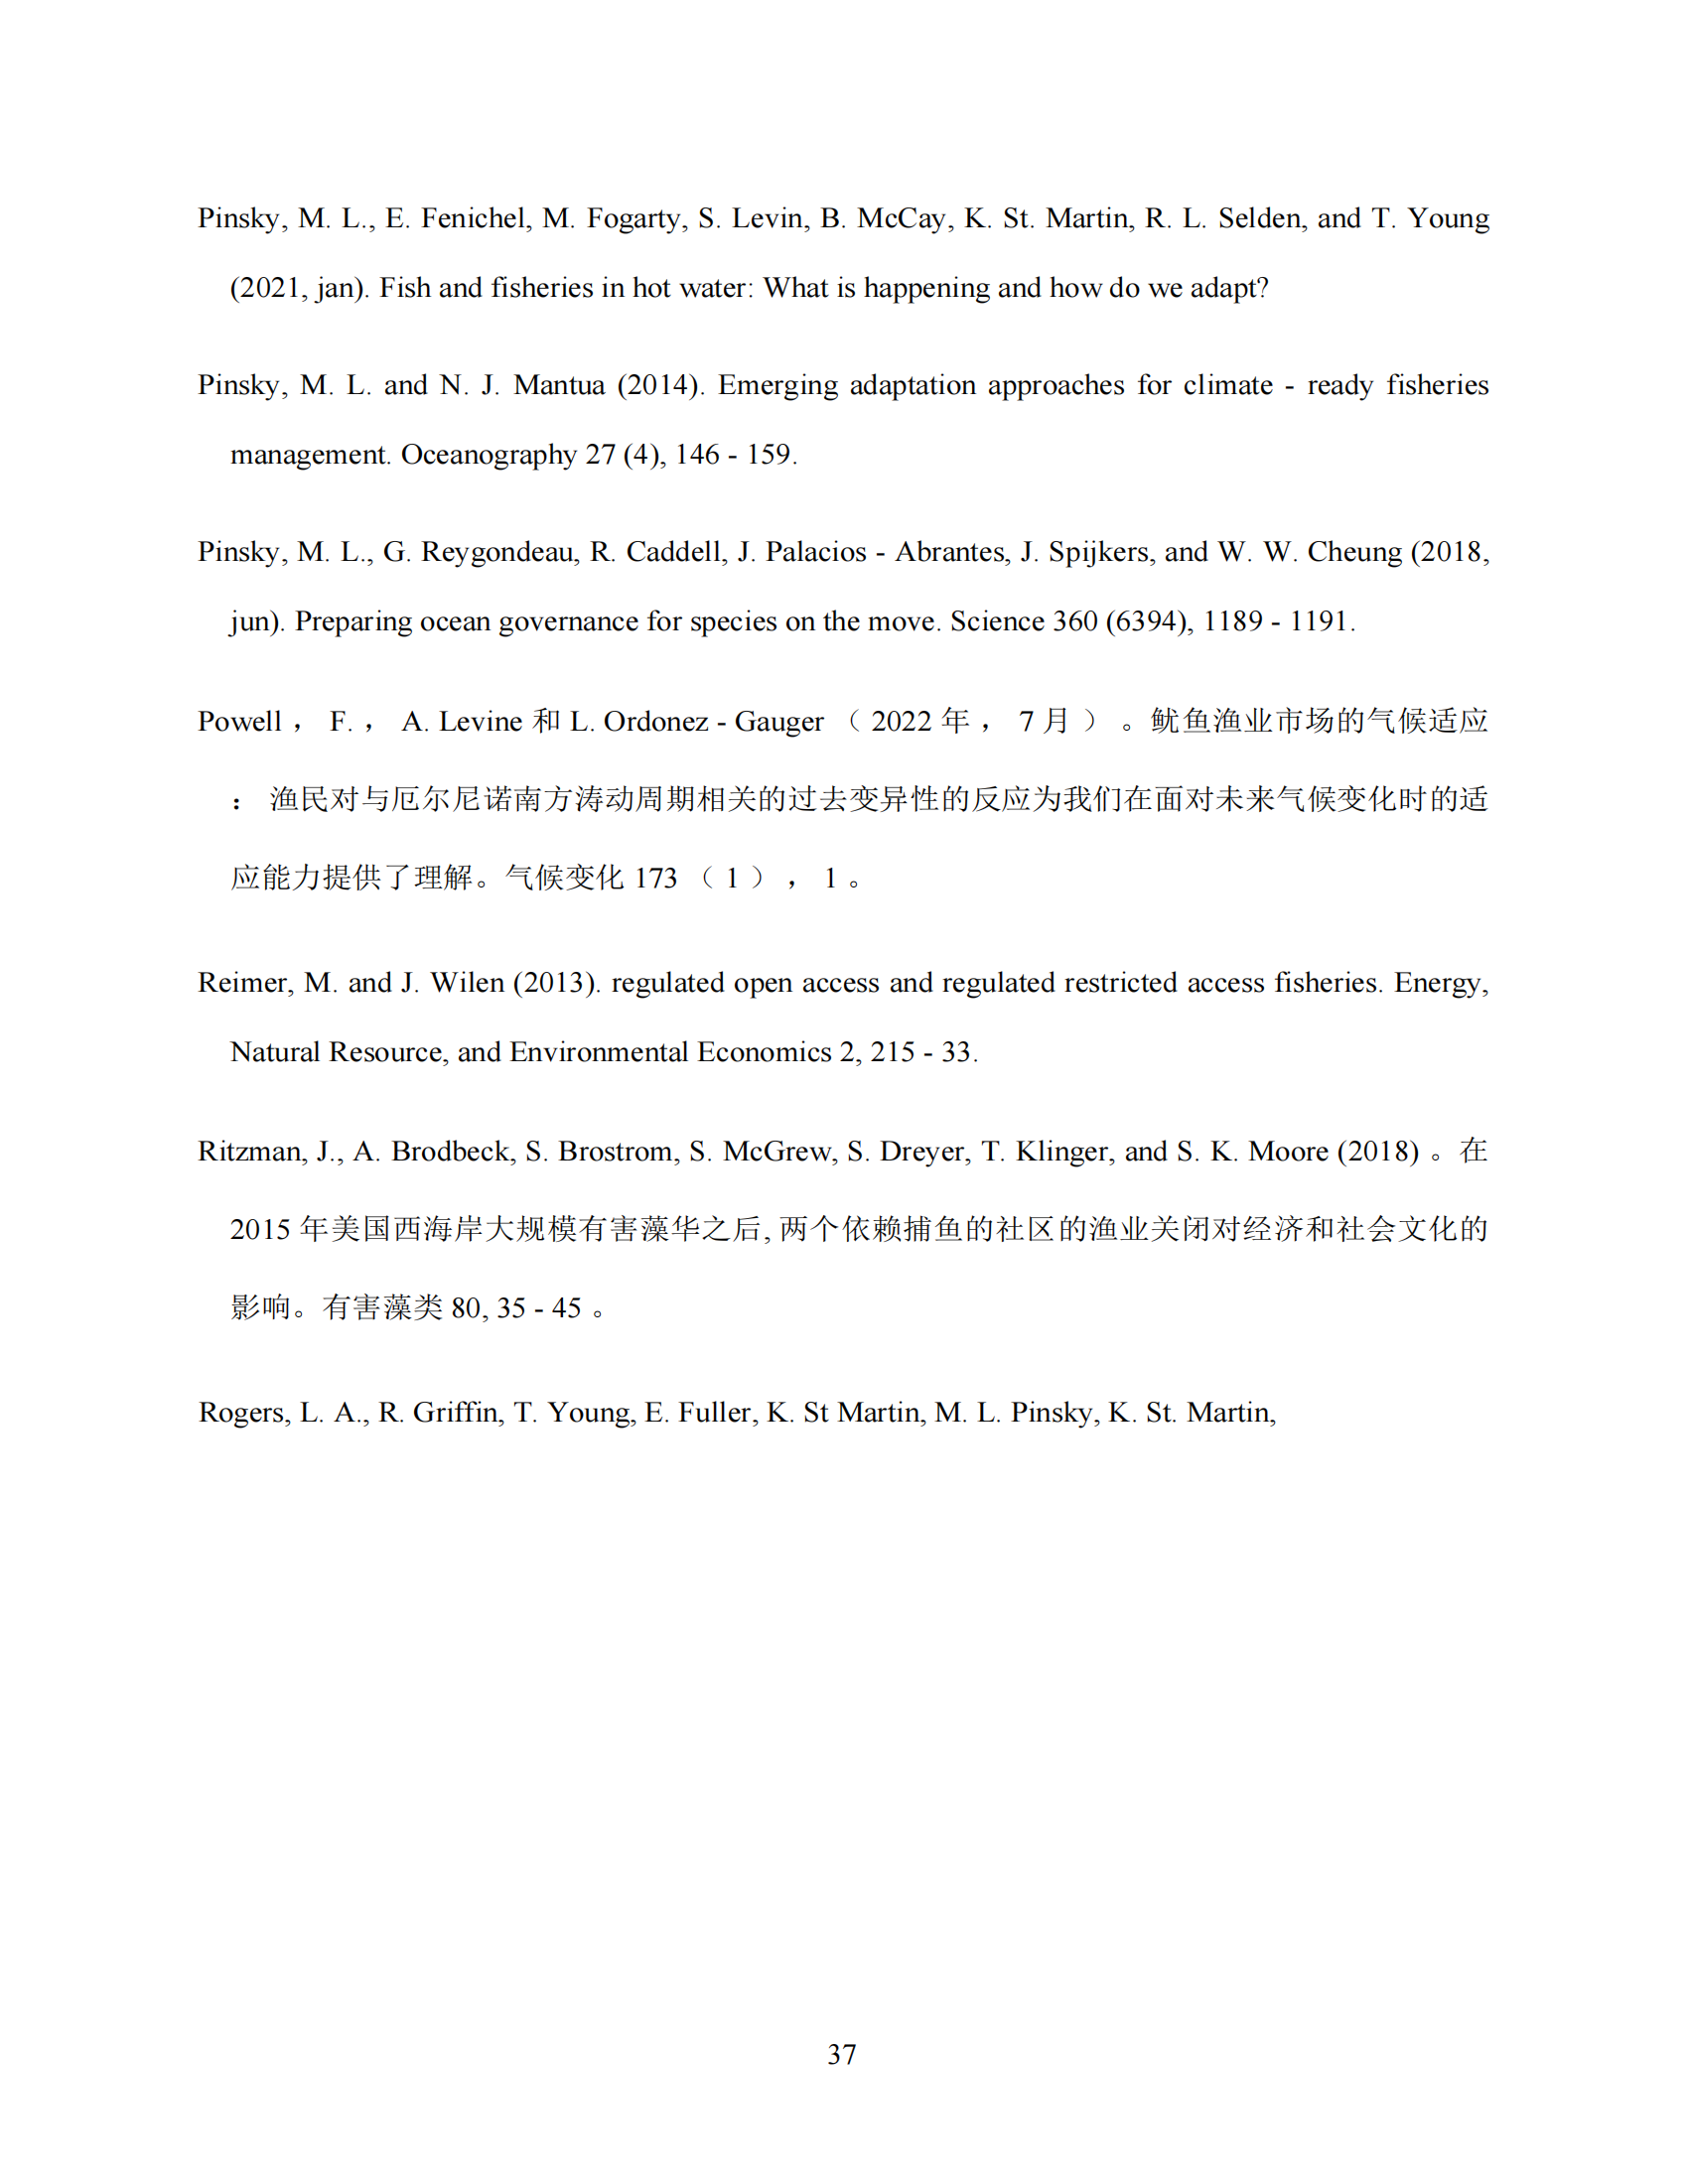 Pinsky, M. L., E. Fenichel, M. Fogarty, S. Levin, B. McCay, K. St. Martin, R. L. Selden, and T. Young
(2021, jan). Fish and fisheries in hot water: What is happening and how do we adapt?
Pinsky, M. L. and N. J. Mantua (2014). Emerging adaptation approaches for climate - ready fisheries
management. Oceanography 27 (4), 146 - 159.
Pinsky, M. L., G. Reygondeau, R. Caddell, J. Palacios - Abrantes, J. Spijkers, and W. W. Cheung (2018,
jun). Preparing ocean governance for species on the move. Science 360 (6394), 1189 - 1191.
Powell ， F. ， A. Levine 和 L. Ordonez - Gauger （ 2022 年 ， 7 月 ） 。鱿鱼渔业市场的气候适应
： 渔民对与厄尔尼诺南方涛动周期相关的过去变异性的反应为我们在面对未来气候变化时的适
应能力提供了理解。气候变化 173 （ 1 ） ， 1 。
Reimer, M. and J. Wilen (2013). regulated open access and regulated restricted access fisheries. Energy,
Natural Resource, and Environmental Economics 2, 215 - 33.
Ritzman, J., A. Brodbeck, S. Brostrom, S. McGrew, S. Dreyer, T. Klinger, and S. K. Moore (2018) 。在
2015 年美国西海岸大规模有害藻华之后, 两个依赖捕鱼的社区的渔业关闭对经济和社会文化的
影响。有害藻类 80, 35 - 45 。
Rogers, L. A., R. Griffin, T. Young, E. Fuller, K. St Martin, M. L. Pinsky, K. St. Martin,
37